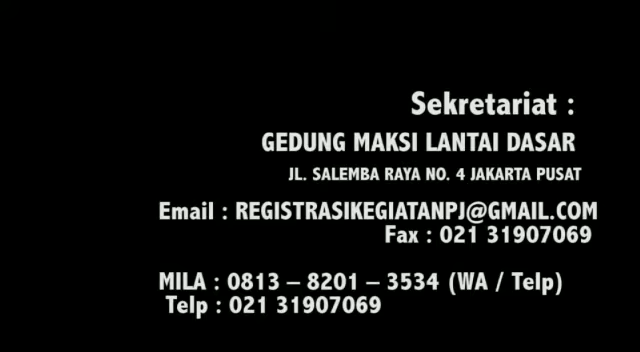 Sekretariat :
GEDUNG MAKSI LANTAI DASAR
JL. SALEMBA RAYA NO. 4 JAKARTA PUSAT
Email : REGISTRASIKEGIATANPJ@GMAIL.COM
Fax : 021 31907069
MILA : 0813 – 8201 – 3534 (WA / Telp)
Telp : 021 31907069